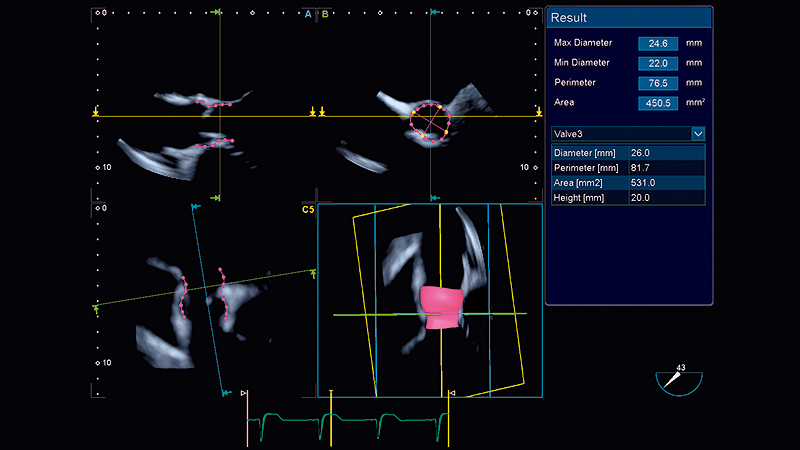 0 A B 0
Result
Max Diameter 24.6 mm
Min Diameter 22.0 mm
Perimeter 76.5 mm
Area 450.5 mm²
Valve3
Diameter [mm] 26.0
Perimeter [mm] 81.7
Area [mm2] 531.0
Height [mm] 20.0
10 10
0 C5
10
43